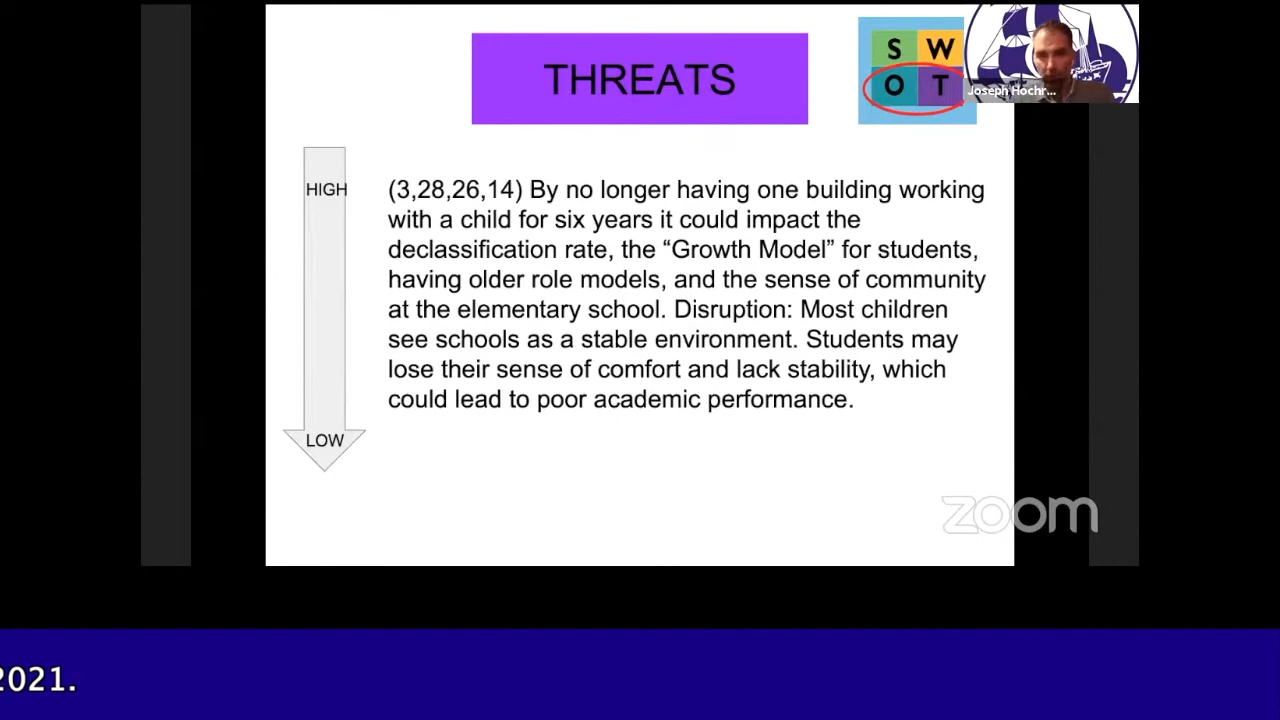 THREATS
S W
O T
Joseph Hochr...
HIGH
(3,28,26,14) By no longer having one building working
with a child for six years it could impact the
declassification rate, the “Growth Model” for students,
having older role models, and the sense of community
at the elementary school. Disruption: Most children
see schools as a stable environment. Students may
lose their sense of comfort and lack stability, which
could lead to poor academic performance.
LOW
zoom
2021.